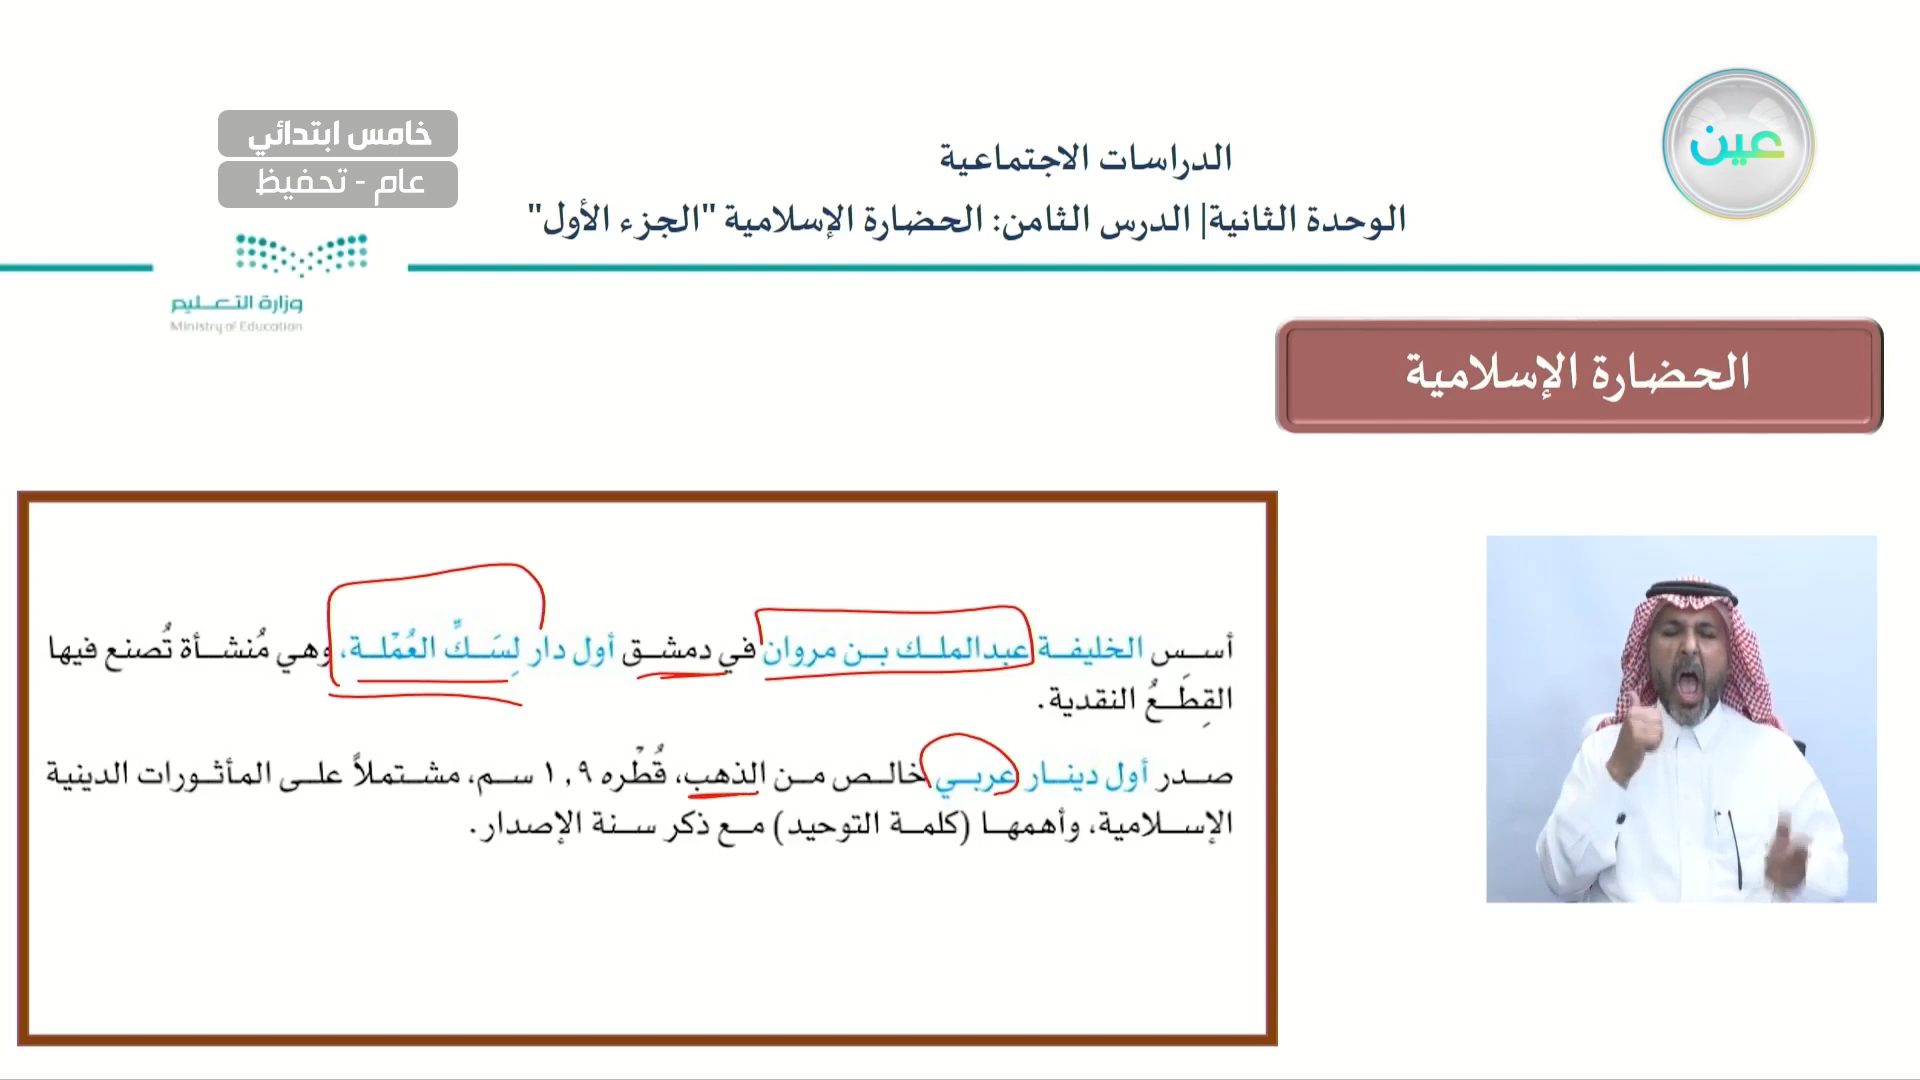 عين
خامس ابتدائي
عام - تحفيظ
الدراسات الاجتماعية
الوحدة الثانية| الدرس الثامن: الحضارة الإسلامية "الجزء الأول"
وزارة التعليم
Ministry of Education
الحضارة الإسلامية
أسس الخليفة عبدالملك بن مروان في دمشق أول دار لِسَكِّ العُمْلة، وهي مُنشأة تُصنع فيها
القِطَعُ النقدية.
صدر أول دينار عربي خالص من الذهب، قُطْره ١,٩ سم، مشتملاً على المأثورات الدينية
الإسلامية، وأهمها (كلمة التوحيد) مع ذكر سنة الإصدار.